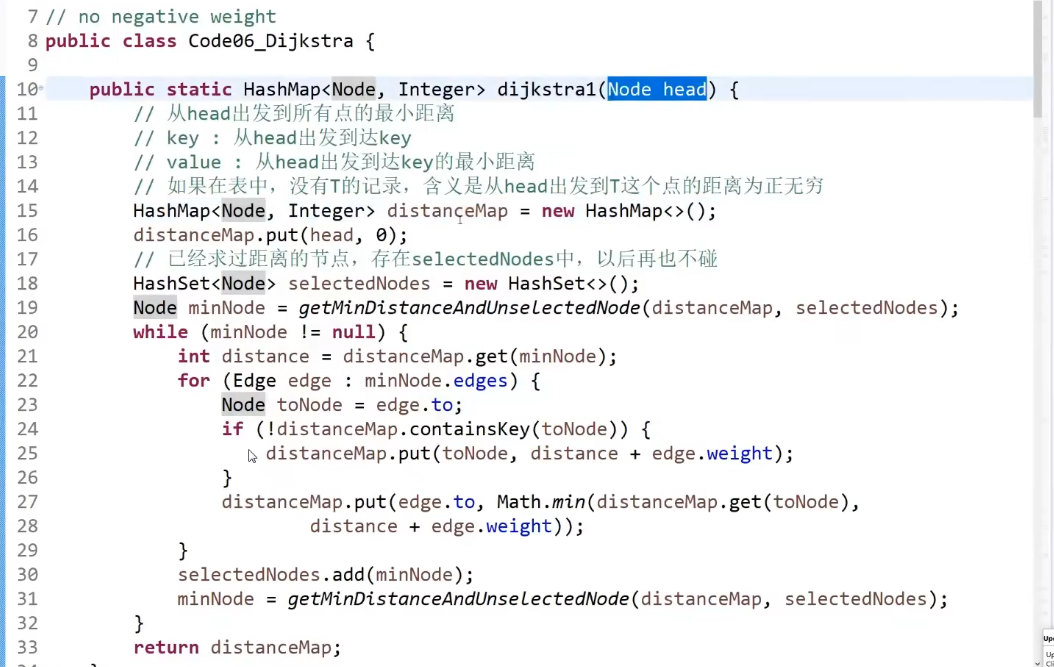 7 // no negative weight
8 public class Code06_Dijkstra {
9
10 public static HashMap<Node, Integer> dijkstra1(Node head) {
11 // 从head出发到所有点的最小距离
12 // key : 从head出发到达key
13 // value : 从head出发到达key的最小距离
14 // 如果在表中，没有T的记录，含义是从head出发到T这个点的距离为正无穷
15 HashMap<Node, Integer> distanceMap = new HashMap<>();
16 distanceMap.put(head, 0);
17 // 已经求过距离的节点，存在selectedNodes中，以后再也不碰
18 HashSet<Node> selectedNodes = new HashSet<>();
19 Node minNode = getMinDistanceAndUnselectedNode(distanceMap, selectedNodes);
20 while (minNode != null) {
21 int distance = distanceMap.get(minNode);
22 for (Edge edge : minNode.edges) {
23 Node toNode = edge.to;
24 if (!distanceMap.containsKey(toNode)) {
25 distanceMap.put(toNode, distance + edge.weight);
26 }
27 distanceMap.put(edge.to, Math.min(distanceMap.get(toNode),
28 distance + edge.weight));
29 }
30 selectedNodes.add(minNode);
31 minNode = getMinDistanceAndUnselectedNode(distanceMap, selectedNodes);
32 }
33 return distanceMap;